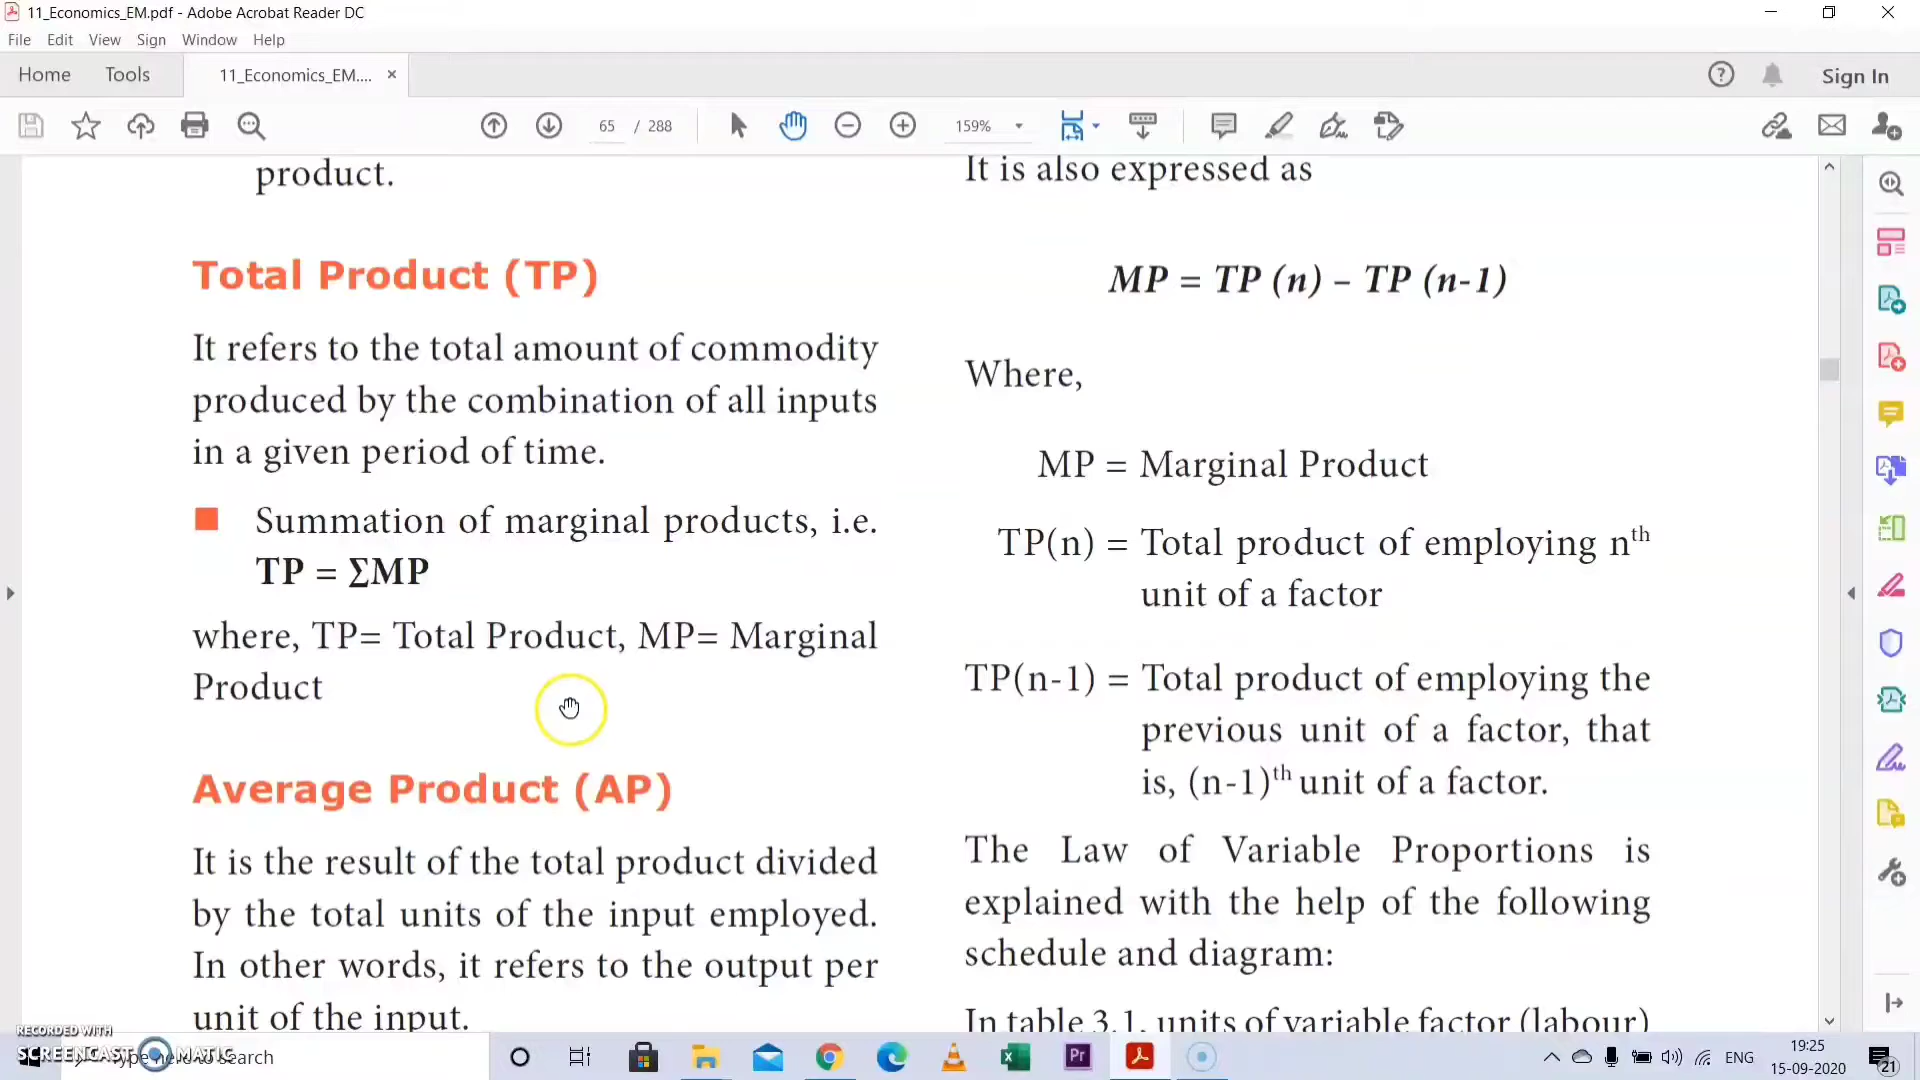 11_Economics_EM.pdf - Adobe Acrobat Reader DC
File Edit View Sign Window Help
Home Tools 11_Economics_EM.... × Sign In
65 / 288 159%
product.
Total Product (TP)
It refers to the total amount of commodity
produced by the combination of all inputs
in a given period of time.
Summation of marginal products, i.e.
TP = ΣMP
where, TP= Total Product, MP= Marginal
Product
Average Product (AP)
It is the result of the total product divided
by the total units of the input employed.
In other words, it refers to the output per
unit of the input.
It is also expressed as
MP = TP (n) – TP (n-1)
Where,
MP = Marginal Product
TP(n) = Total product of employing nth
unit of a factor
TP(n-1) = Total product of employing the
previous unit of a factor, that
is, (n-1)th unit of a factor.
The Law of Variable Proportions is
explained with the help of the following
schedule and diagram:
In table 3.1, units of variable factor (labour)
RECORDED WITH
SCREENCAST MATIC
Type here to search
Pr
ENG
19:25
15-09-2020
21